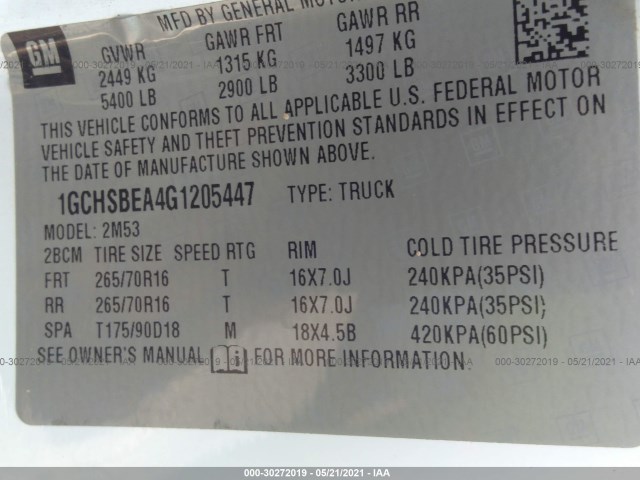 MFD BY GENERAL MOTOR
GM
GVWR GAWR FRT GAWR RR
2449 KG 1315 KG 1497 KG
5400 LB 2900 LB 3300 LB
THIS VEHICLE CONFORMS TO ALL APPLICABLE U.S. FEDERAL MOTOR
VEHICLE SAFETY AND THEFT PREVENTION STANDARDS IN EFFECT ON
THE DATE OF MANUFACTURE SHOWN ABOVE.
1GCHSBEA4G1205447 TYPE: TRUCK
MODEL: 2M53
2BCM TIRE SIZE SPEED RTG RIM COLD TIRE PRESSURE
FRT 265/70R16 T 16X7.0J 240KPA(35PSI)
RR 265/70R16 T 16X7.0J 240KPA(35PSI)
SPA T175/90D18 M 18X4.5B 420KPA(60PSI)
SEE OWNER'S MANUAL FOR MORE INFORMATION.
000-30272019 - 05/21/2021 - IAA